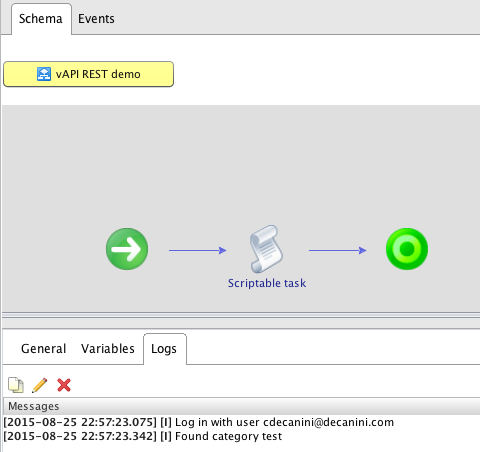 Schema
Events
vAPI REST demo
Scriptable task
General
Variables
Logs
Messages
[2015-08-25 22:57:23.075] [I] Log in with user cdecanini@decanini.com
[2015-08-25 22:57:23.342] [I] Found category test